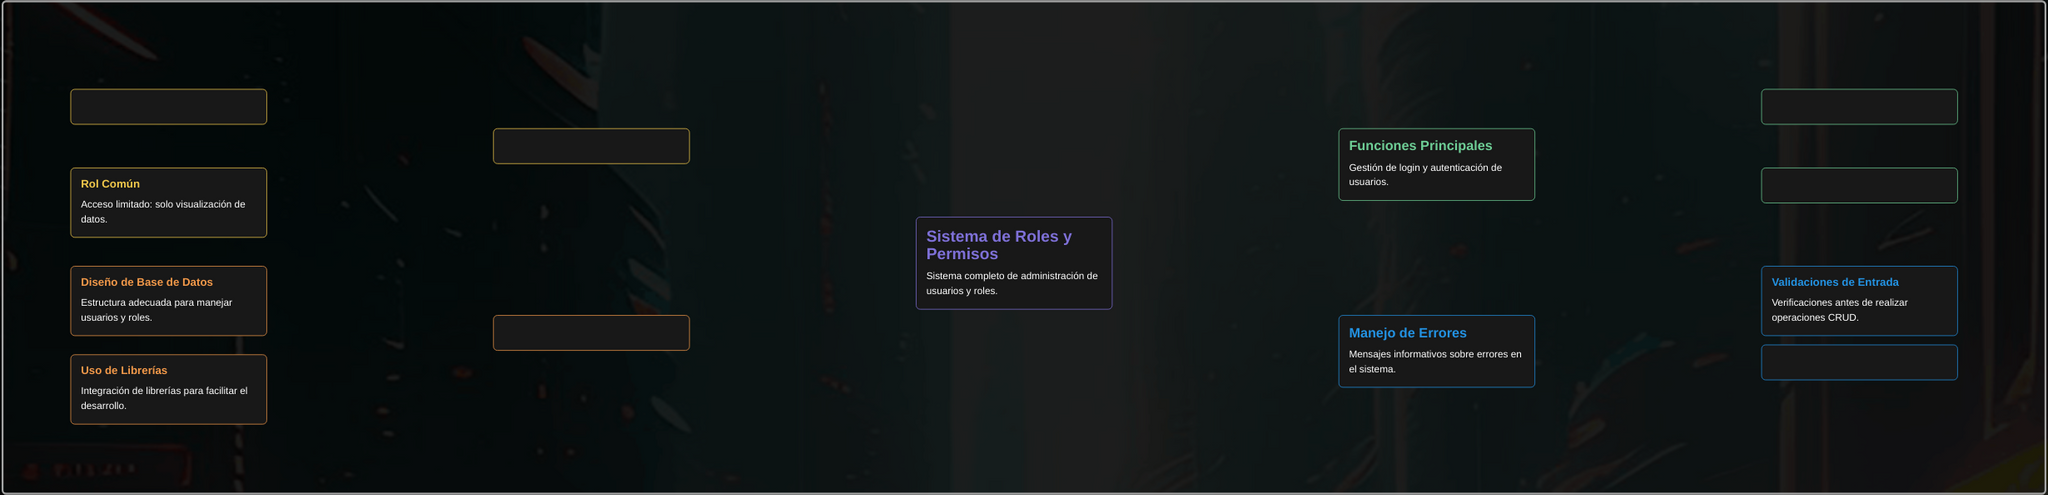 Rol Común
Acceso limitado: solo visualización de
datos.
Diseño de Base de Datos
Estructura adecuada para manejar
usuarios y roles.
Uso de Librerías
Integración de librerías para facilitar el
desarrollo.
Sistema de Roles y
Permisos
Sistema completo de administración de
usuarios y roles.
Funciones Principales
Gestión de login y autenticación de
usuarios.
Manejo de Errores
Mensajes informativos sobre errores en
el sistema.
Validaciones de Entrada
Verificaciones antes de realizar
operaciones CRUD.